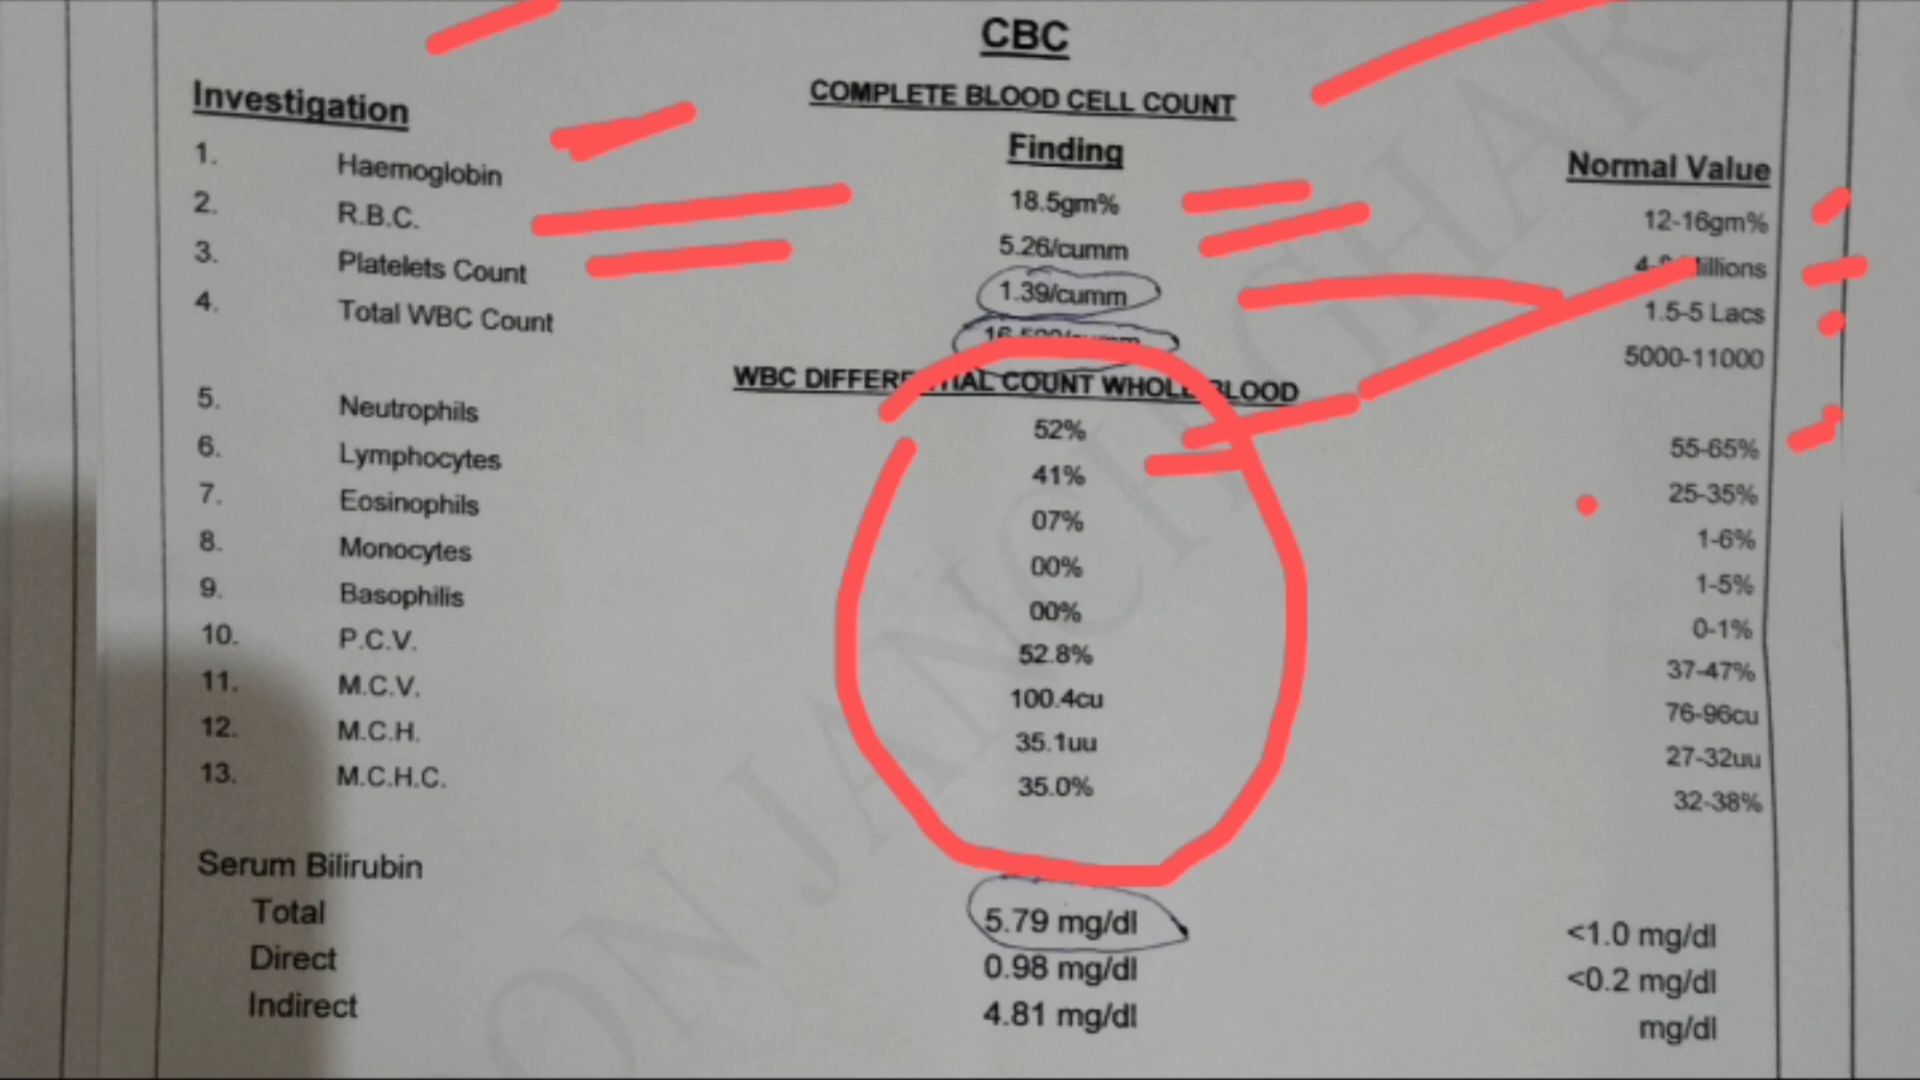 CBC
COMPLETE BLOOD CELL COUNT
Investigation Finding Normal Value
1. Haemoglobin 18.5gm% 12-16gm%
2. R.B.C. 5.26/cumm
3. Platelets Count 1.39/cumm 1.5-5 Lacs
4. Total WBC Count 5000-11000
WBC DIFFERENTIAL COUNT WHOLE BLOOD
5. Neutrophils 52% 55-65%
6. Lymphocytes 41% 25-35%
7. Eosinophils 07% 1-6%
8. Monocytes 00% 1-5%
9. Basophilis 00% 0-1%
10. P.C.V. 52.8% 37-47%
11. M.C.V. 100.4cu 76-96cu
12. M.C.H. 35.1uu 27-32uu
13. M.C.H.C. 35.0% 32-38%
Serum Bilirubin
Total 5.79 mg/dl <1.0 mg/dl
Direct 0.98 mg/dl <0.2 mg/dl
Indirect 4.81 mg/dl mg/dl